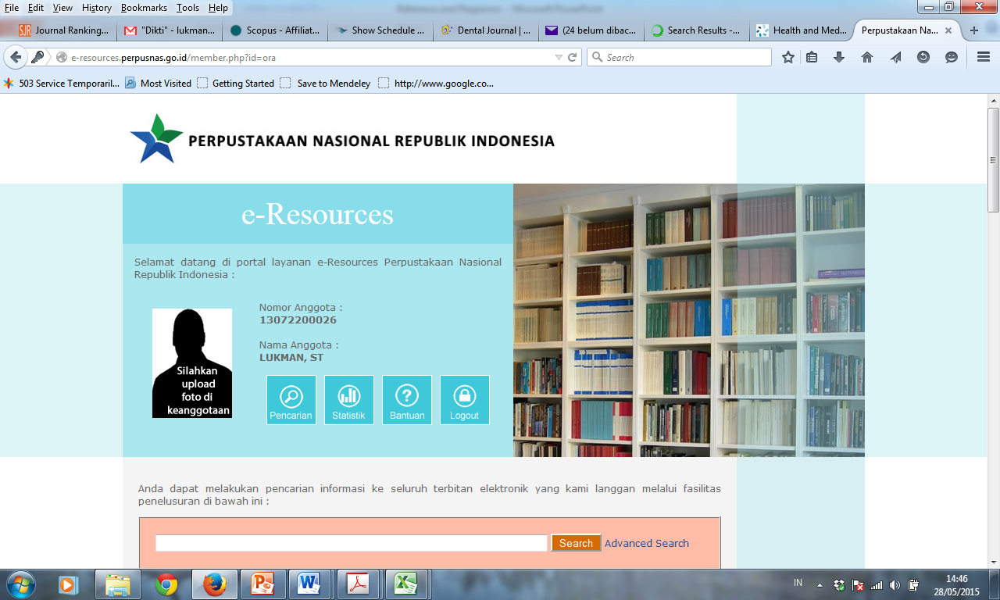 File Edit View History Bookmarks Tools Help
Journal Ranking...
"Dikti" - lukman...
Scopus - Affiliat...
Show Schedule ...
Dental Journal | ...
(24 belum dibac...
Search Results -...
Health and Med...
Perpustakaan Na...
e-resources.perpusnas.go.id/member.php?id=ora
Search
503 Service Temporaril...
Most Visited
Getting Started
Save to Mendeley
http://www.google.co...
PERPUSTAKAAN NASIONAL REPUBLIK INDONESIA
e-Resources
Selamat datang di portal layanan e-Resources Perpustakaan Nasional
Republik Indonesia :
Silahkan
upload
foto di
keanggotaan
Nomor Anggota :
13072200026
Nama Anggota :
LUKMAN, ST
Pencarian
Statistik
Bantuan
Logout
Anda dapat melakukan pencarian informasi ke seluruh terbitan elektronik yang kami langgan melalui fasilitas
penelusuran di bawah ini :
Search Advanced Search
IN
14:46
28/05/2015